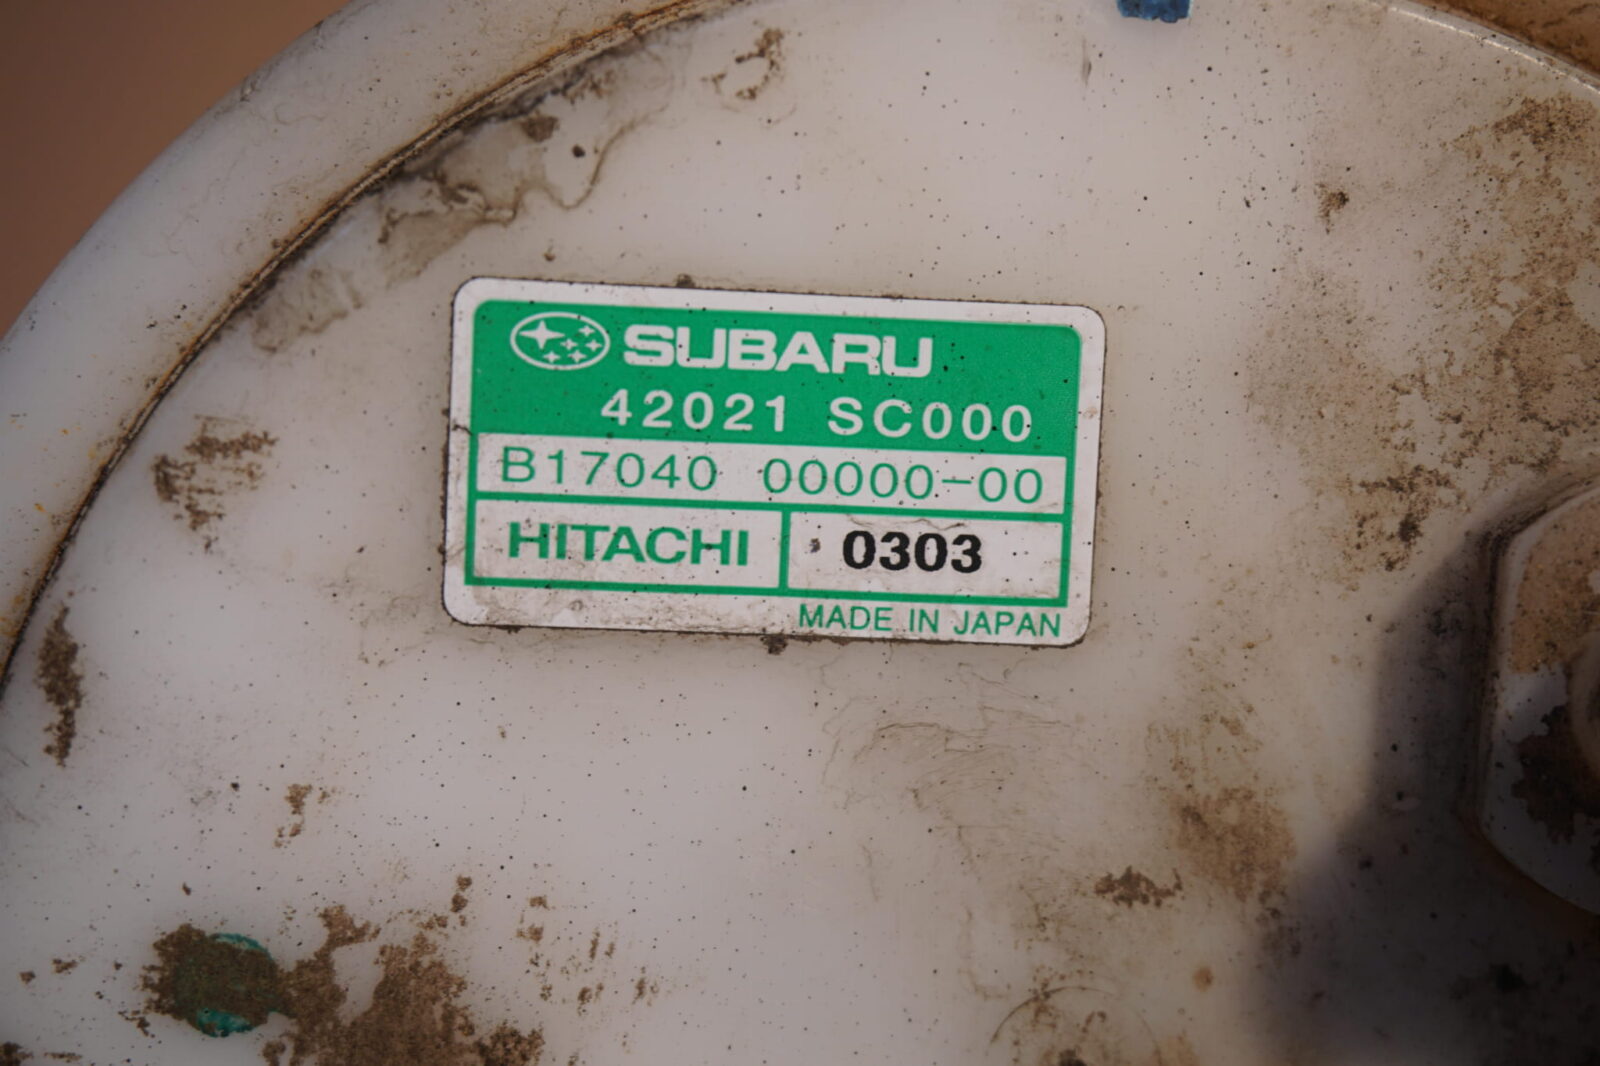 SUBARU
42021 SC000
B17040 00000-00
HITACHI 0303
MADE IN JAPAN